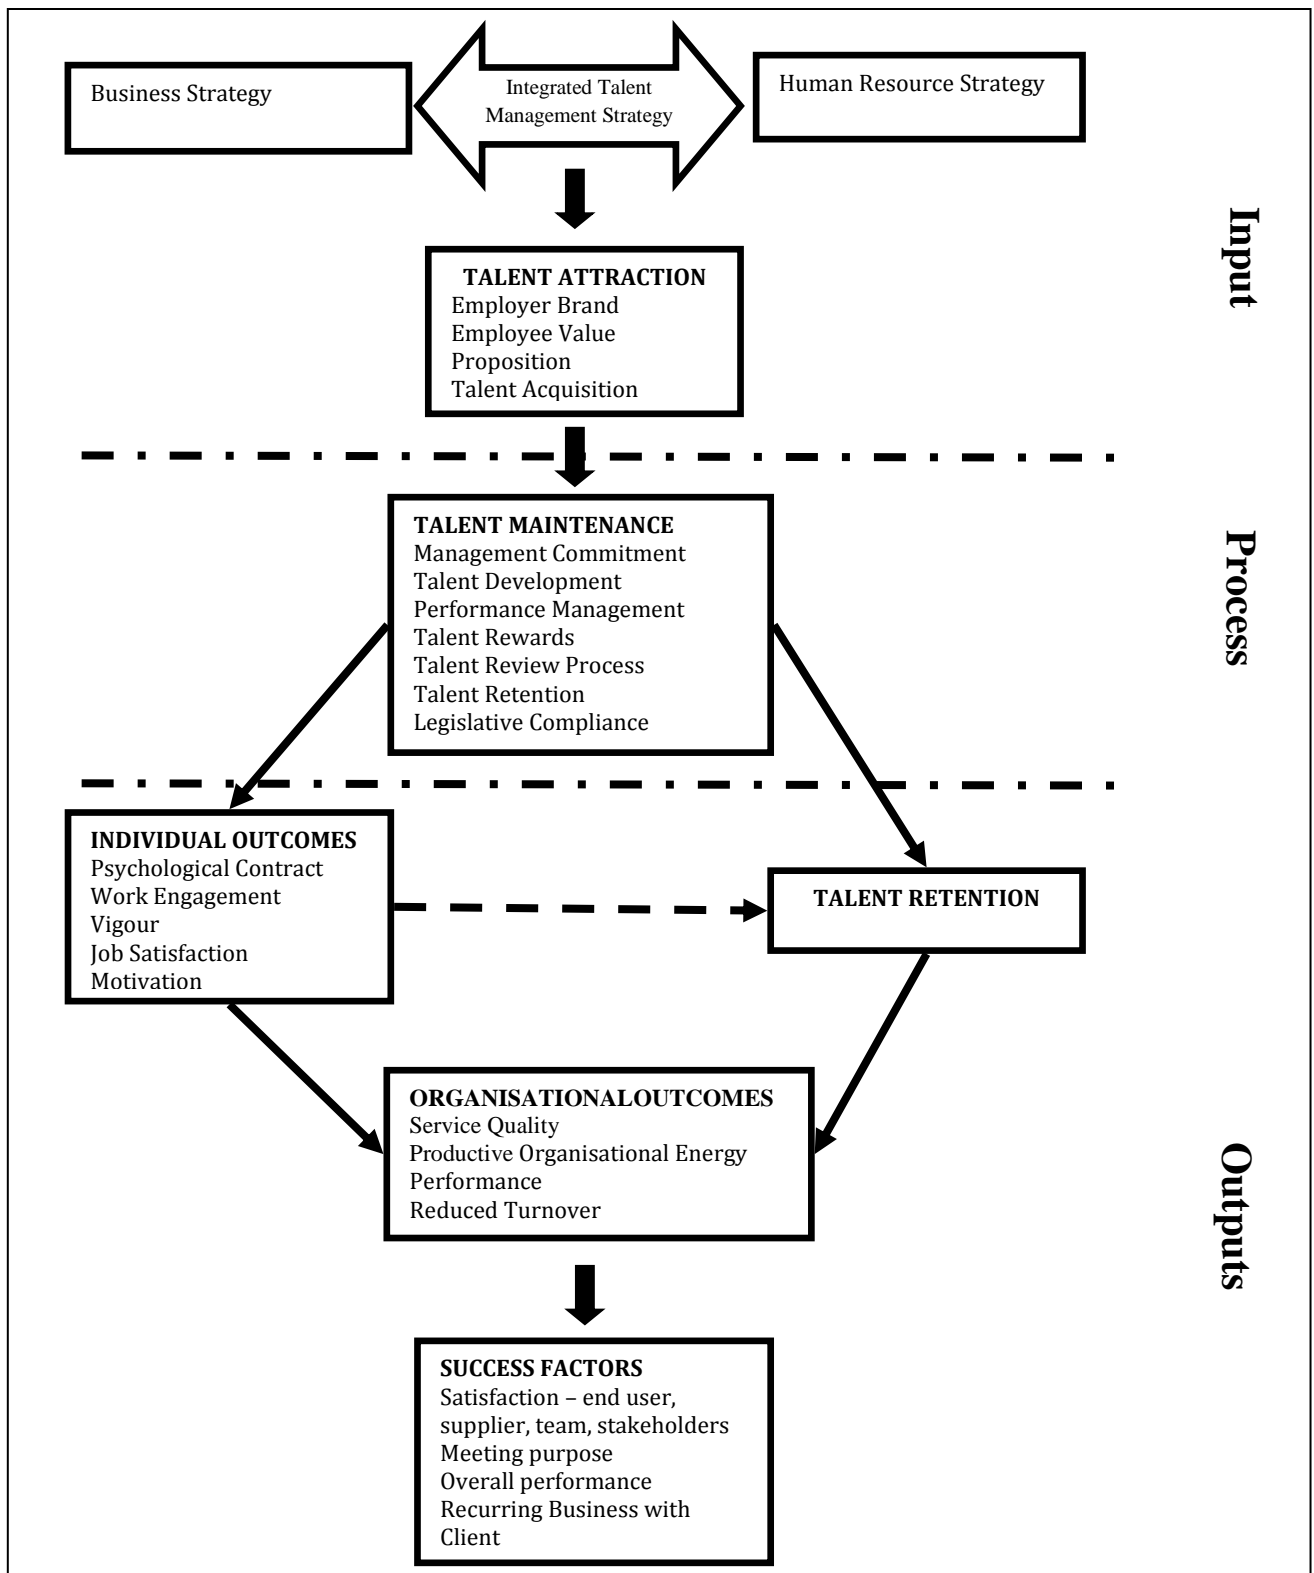 Business Strategy
Integrated Talent
Management Strategy
Human Resource Strategy
Input
TALENT ATTRACTION
Employer Brand
Employee Value
Proposition
Talent Acquisition
Process
TALENT MAINTENANCE
Management Commitment
Talent Development
Performance Management
Talent Rewards
Talent Review Process
Talent Retention
Legislative Compliance
INDIVIDUAL OUTCOMES
Psychological Contract
Work Engagement
Vigour
Job Satisfaction
Motivation
TALENT RETENTION
ORGANISATIONALOUTCOMES
Service Quality
Productive Organisational Energy
Performance
Reduced Turnover
Outputs
SUCCESS FACTORS
Satisfaction – end user,
supplier, team, stakeholders
Meeting purpose
Overall performance
Recurring Business with
Client